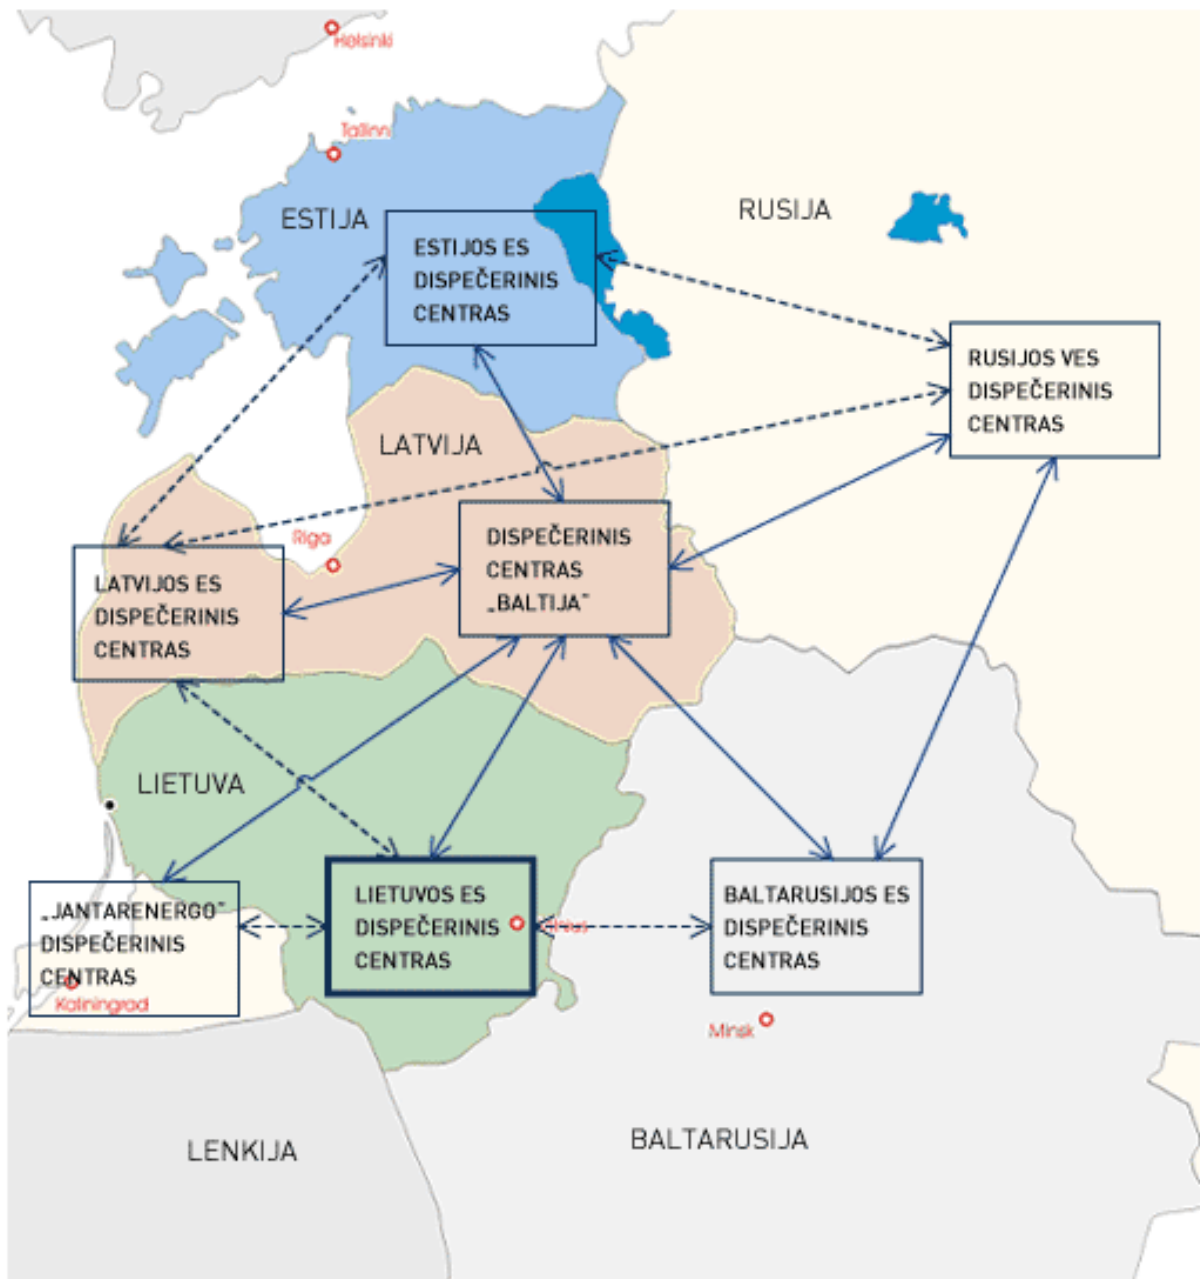 Helsinki
Tallinn
ESTIJA
RUSIJA
ESTIJOS ES
DISPEČERINIS
CENTRAS
RUSIJOS VES
DISPEČERINIS
CENTRAS
LATVIJA
Riga
DISPEČERINIS
CENTRAS
„BALTIJA”
LATVIJOS ES
DISPEČERINIS
CENTRAS
LIETUVA
„JANTARENERGO”
DISPEČERINIS
CENTRAS
Kaliningrad
LIETUVOS ES
DISPEČERINIS
CENTRAS
BALTARUSIJOS ES
DISPEČERINIS
CENTRAS
Minsk
LENKIJA
BALTARUSIJA